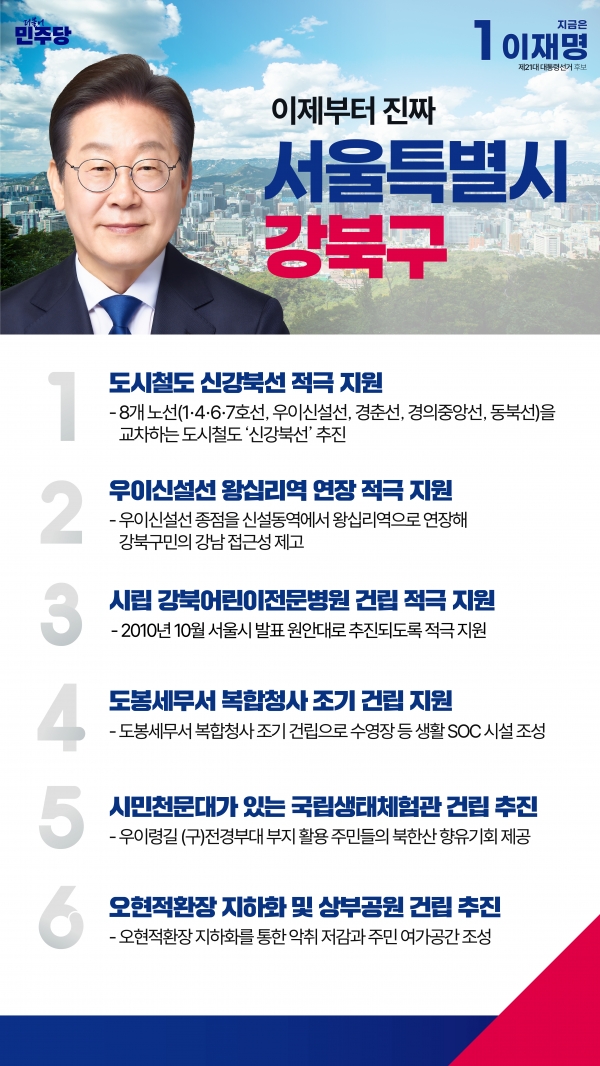 더불어
민주당
지금은
1 이재명
제21대 대통령선거 후보
이제부터 진짜
서울특별시
강북구
1
도시철도 신강북선 적극 지원
- 8개 노선(1·4·6·7호선, 우이신설선, 경춘선, 경의중앙선, 동북선)을
교차하는 도시철도 ‘신강북선’ 추진
2
우이신설선 왕십리역 연장 적극 지원
- 우이신설선 종점을 신설동역에서 왕십리역으로 연장해
강북구민의 강남 접근성 제고
3
시립 강북어린이전문병원 건립 적극 지원
- 2010년 10월 서울시 발표 원안대로 추진되도록 적극 지원
4
도봉세무서 복합청사 조기 건립 지원
- 도봉세무서 복합청사 조기 건립으로 수영장 등 생활 SOC 시설 조성
5
시민천문대가 있는 국립생태체험관 건립 추진
- 우이령길 (구)전경부대 부지 활용 주민들의 북한산 향유기회 제공
6
오현적환장 지하화 및 상부공원 건립 추진
- 오현적환장 지하화를 통한 악취 저감과 주민 여가공간 조성